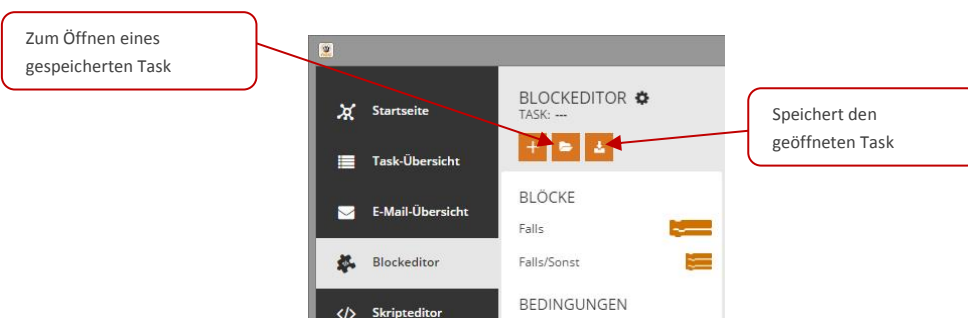 Zum Öffnen eines
gespeicherten Task
Startseite
Task-Übersicht
E-Mail-Übersicht
Blockeditor
Skripteditor
BLOCKEDITOR
TASK: ---
BLÖCKE
Falls
Falls/Sonst
BEDINGUNGEN
Speichert den
geöffneten Task